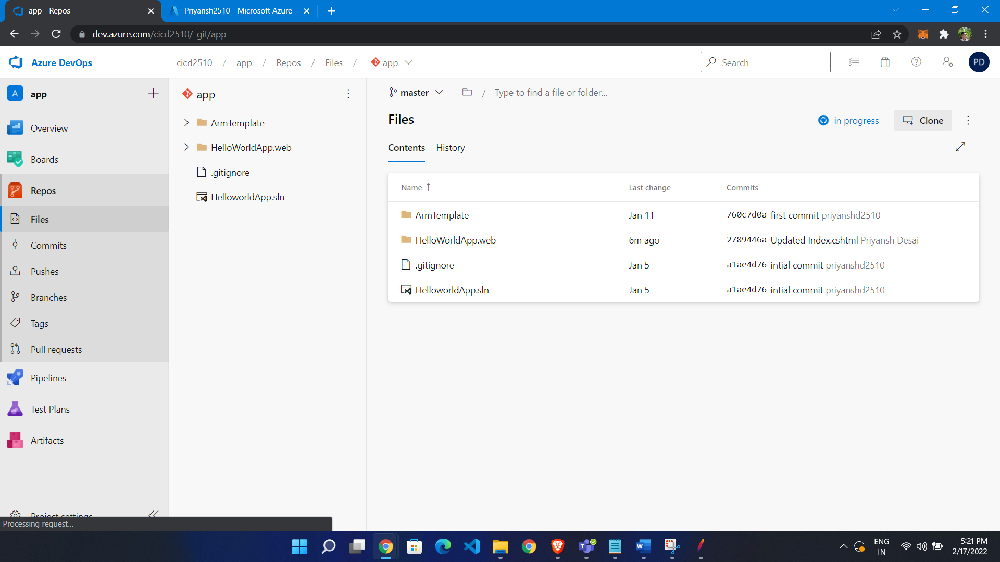 app - Repos
Priyansh2510 - Microsoft Azure
dev.azure.com/cicd2510/_git/app
Azure DevOps
cicd2510 / app / Repos / Files / app
Search
PD
A app
Overview
Boards
Repos
Files
Commits
Pushes
Branches
Tags
Pull requests
Pipelines
Test Plans
Artifacts
Project settings
Processing request...
app
ArmTemplate
HelloWorldApp.web
.gitignore
HelloworldApp.sln
master / Type to find a file or folder...
Files
in progress
Clone
Contents History
Name Last change Commits
ArmTemplate Jan 11 760c7d0a first commit priyanshd2510
HelloWorldApp.web 6m ago 2789446a Updated Index.cshtml Priyansh Desai
.gitignore Jan 5 a1ae4d76 intial commit priyanshd2510
HelloworldApp.sln Jan 5 a1ae4d76 intial commit priyanshd2510
ENG
IN
5:21 PM
2/17/2022